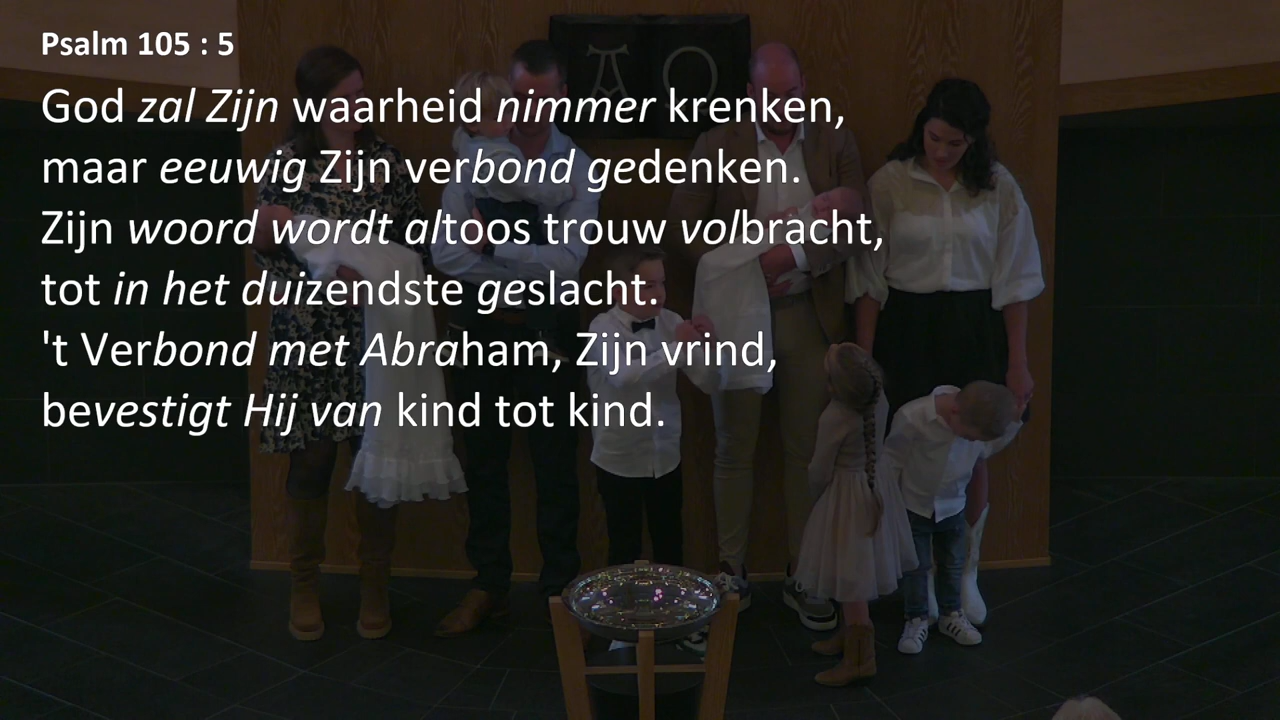 Psalm 105 : 5
Α Ω
God zal Zijn waarheid nimmer krenken,
maar eeuwig Zijn verbond gedenken.
Zijn woord wordt altoos trouw volbracht,
tot in het duizendste geslacht.
't Verbond met Abraham, Zijn vrind,
bevestigt Hij van kind tot kind.